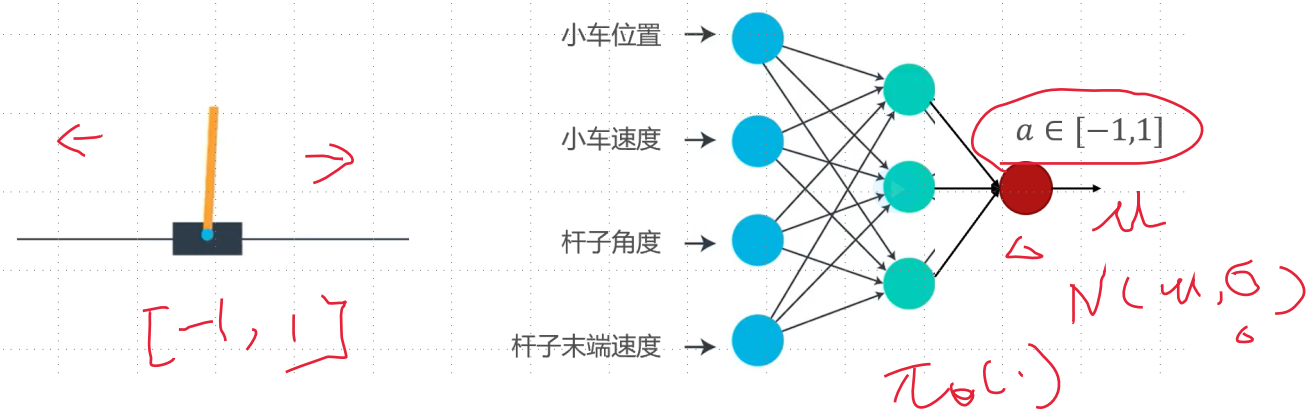 小车位置
小车速度
杆子角度
杆子末端速度
a ∈ [−1,1]
[-1, 1]
μ
N(μ, σ)
π_θ(·)